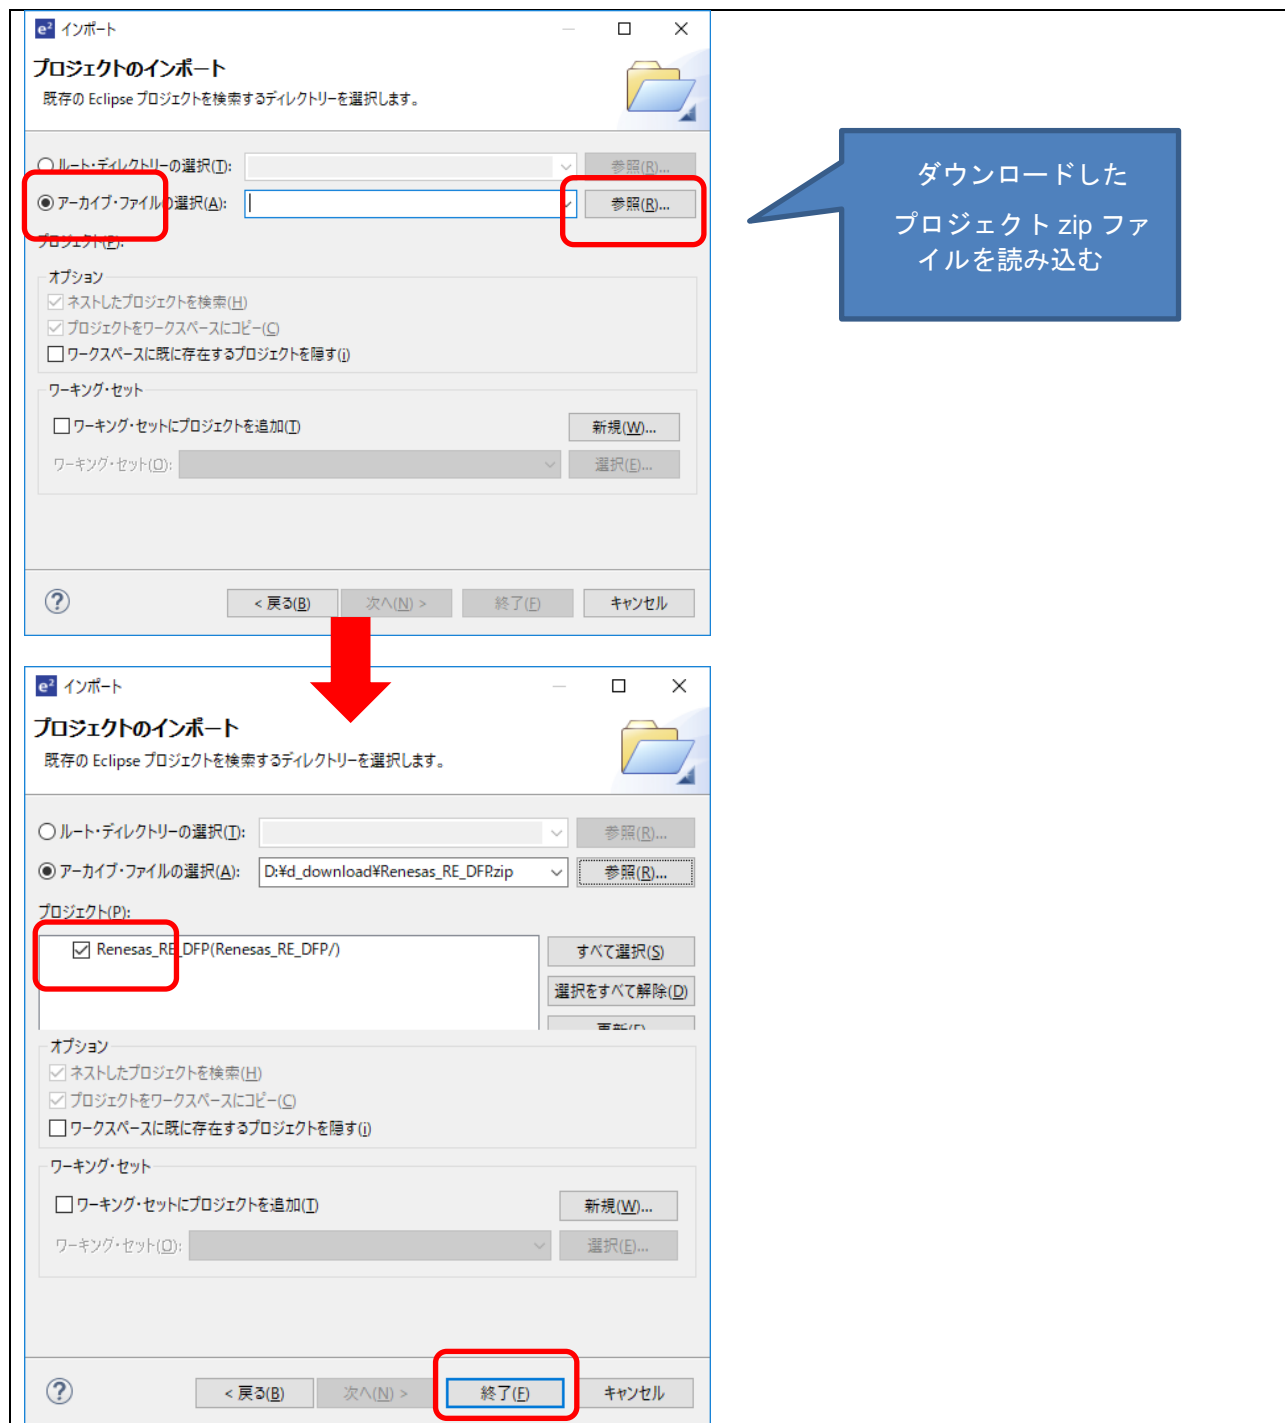 e² インポート
プロジェクトのインポート
既存の Eclipse プロジェクトを検索するディレクトリーを選択します。
ルート・ディレクトリーの選択(T):
参照(R)...
アーカイブ・ファイルの選択(A):
参照(R)...
プロジェクト(P):
オプション
ネストしたプロジェクトを検索(H)
プロジェクトをワークスペースにコピー(C)
ワークスペースに既に存在するプロジェクトを隠す(i)
ワーキング・セット
ワーキング・セットにプロジェクトを追加(T)
新規(W)...
ワーキング・セット(O):
選択(E)...
?
< 戻る(B)
次へ(N) >
終了(F)
キャンセル
ダウンロードした
プロジェクト zip ファ
イルを読み込む
e² インポート
プロジェクトのインポート
既存の Eclipse プロジェクトを検索するディレクトリーを選択します。
ルート・ディレクトリーの選択(T):
参照(R)...
アーカイブ・ファイルの選択(A):
D:¥d_download¥Renesas_RE_DFP.zip
参照(R)...
プロジェクト(P):
Renesas_RE_DFP(Renesas_RE_DFP/)
すべて選択(S)
選択をすべて解除(D)
更新(F)
オプション
ネストしたプロジェクトを検索(H)
プロジェクトをワークスペースにコピー(C)
ワークスペースに既に存在するプロジェクトを隠す(i)
ワーキング・セット
ワーキング・セットにプロジェクトを追加(T)
新規(W)...
ワーキング・セット(O):
選択(E)...
?
< 戻る(B)
次へ(N) >
終了(F)
キャンセル